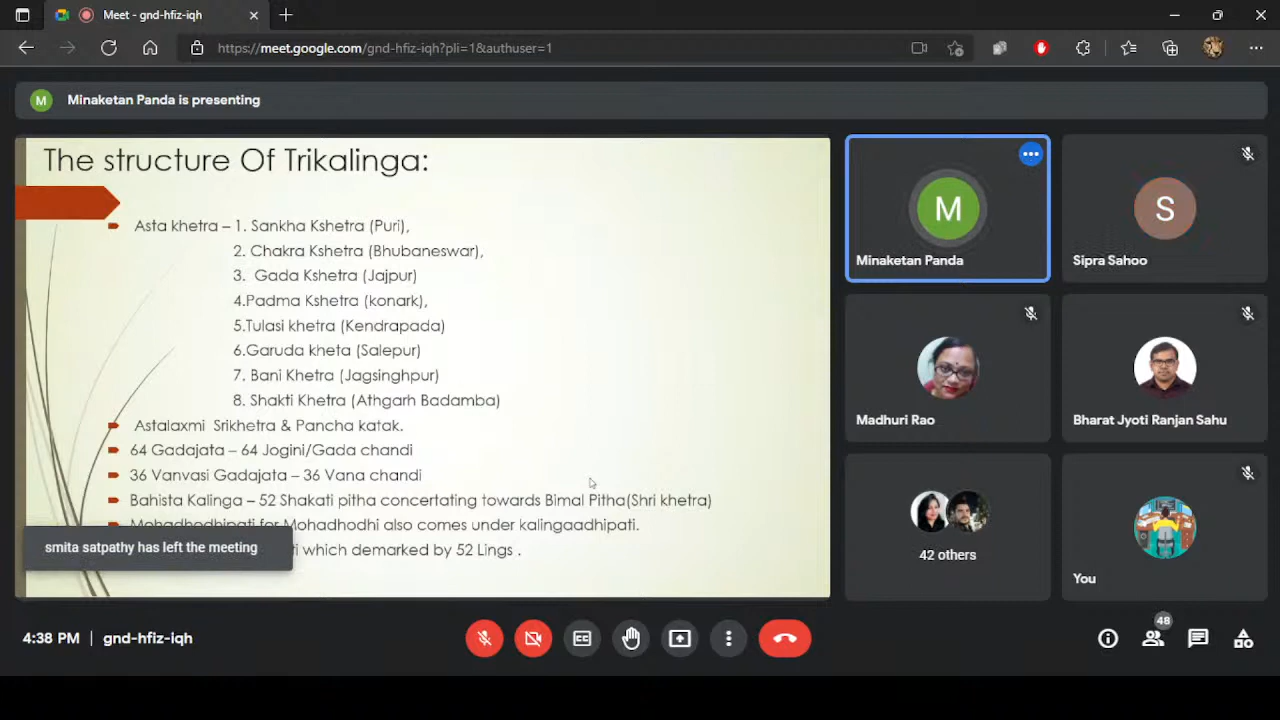 Meet - gnd-hfiz-iqh
https://meet.google.com/gnd-hfiz-iqh?pli=1&authuser=1
M Minaketan Panda is presenting
The structure Of Trikalinga:
Asta khetra – 1. Sankha Kshetra (Puri),
2. Chakra Kshetra (Bhubaneswar),
3. Gada Kshetra (Jajpur)
4.Padma Kshetra (konark),
5.Tulasi khetra (Kendrapada)
6.Garuda kheta (Salepur)
7. Bani Khetra (Jagsinghpur)
8. Shakti Khetra (Athgarh Badamba)
Astalaxmi Srikhetra & Pancha katak.
64 Gadajata – 64 Jogini/Gada chandi
36 Vanvasi Gadajata – 36 Vana chandi
Bahista Kalinga – 52 Shakati pitha concertating towards Bimal Pitha(Shri khetra)
Mohadhodhipati for Mohadhodhi also comes under kalingaadhipati.
which demarked by 52 Lings .
smita satpathy has left the meeting
M
Minaketan Panda
S
Sipra Sahoo
Madhuri Rao
Bharat Jyoti Ranjan Sahu
42 others
You
4:38 PM | gnd-hfiz-iqh
CC
48